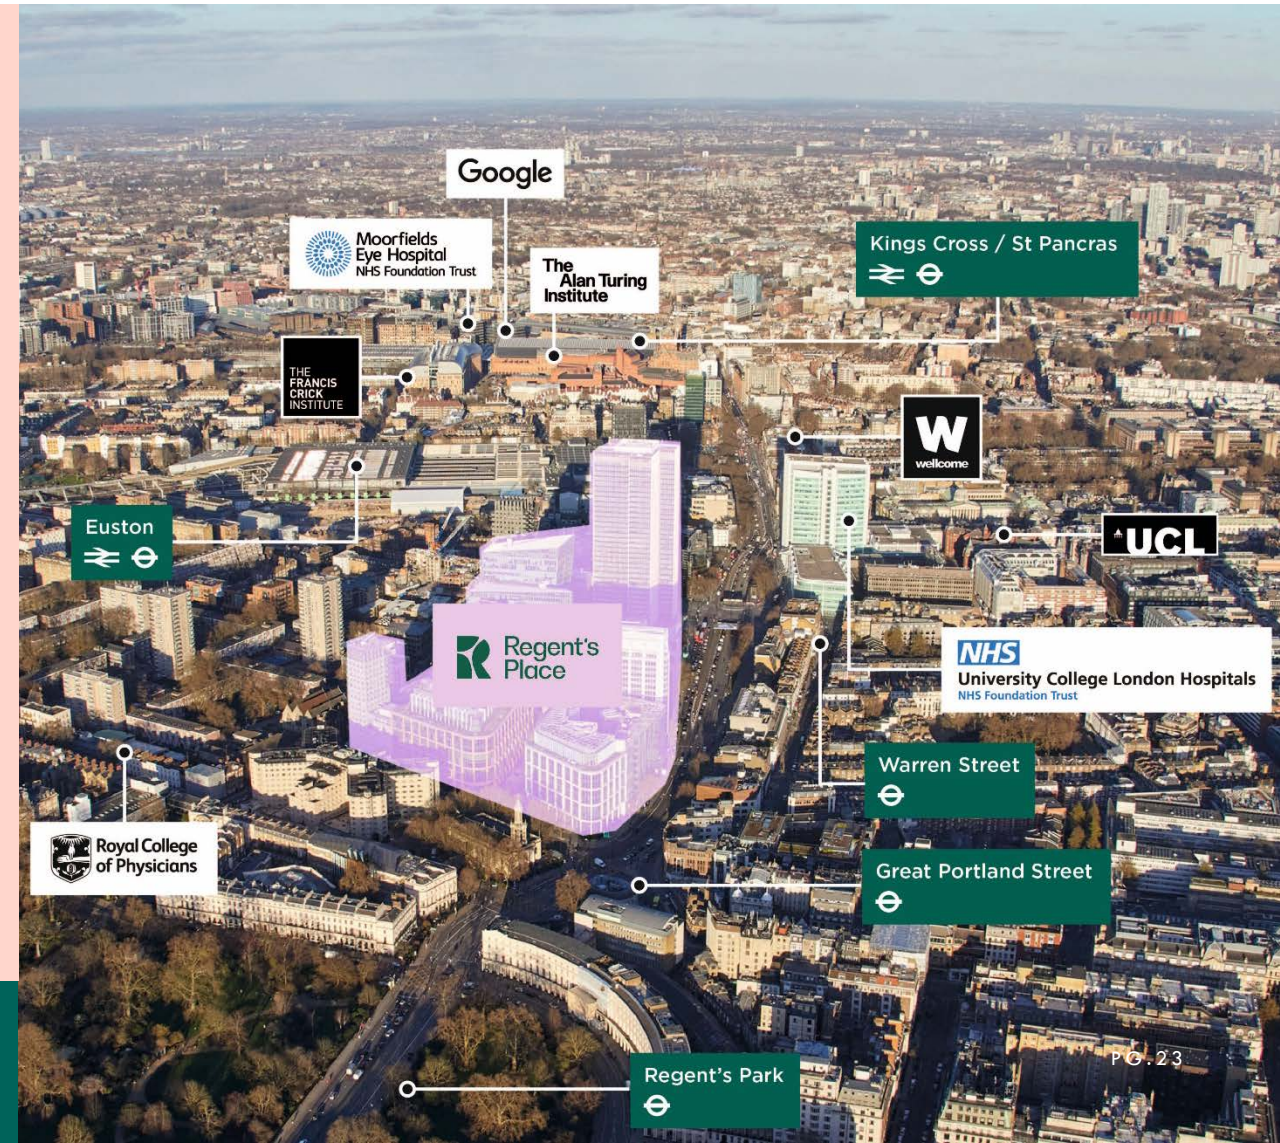 Google
Moorfields
Eye Hospital
NHS Foundation Trust
The
Alan Turing
Institute
Kings Cross / St Pancras
THE
FRANCIS
CRICK
INSTITUTE
W
wellcome
Euston
UCL
Regent's
Place
NHS
University College London Hospitals
NHS Foundation Trust
Warren Street
Royal College
of Physicians
Great Portland Street
PG.23
Regent's Park